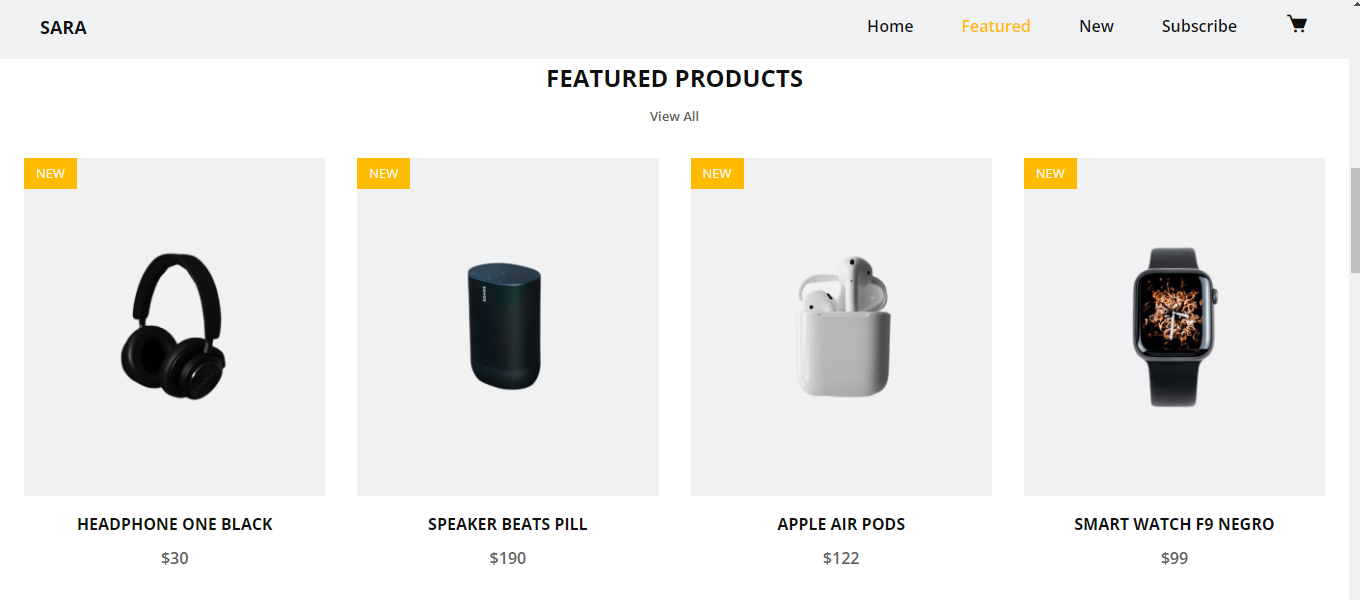 SARA
Home
Featured
New
Subscribe
FEATURED PRODUCTS
View All
NEW
NEW
NEW
NEW
HEADPHONE ONE BLACK
SPEAKER BEATS PILL
APPLE AIR PODS
SMART WATCH F9 NEGRO
$30
$190
$122
$99